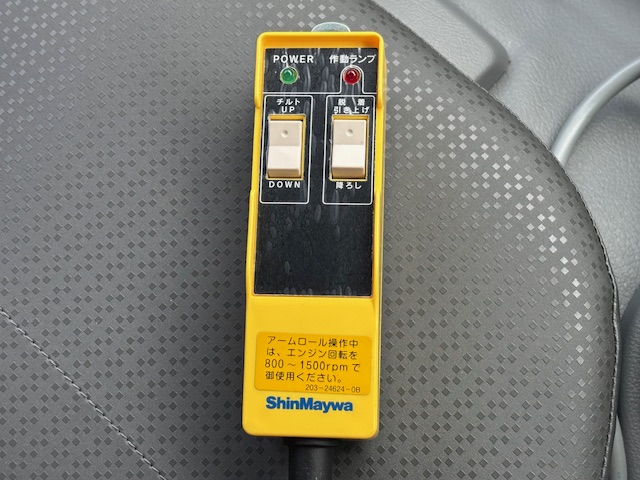 POWER 作動ランプ
チルト
UP
DOWN
脱 着
引き上げ
降ろし
アームロール操作中
は、エンジン回転を
800～1500rpmで
御使用ください。
203-24624-0B
ShinMaywa